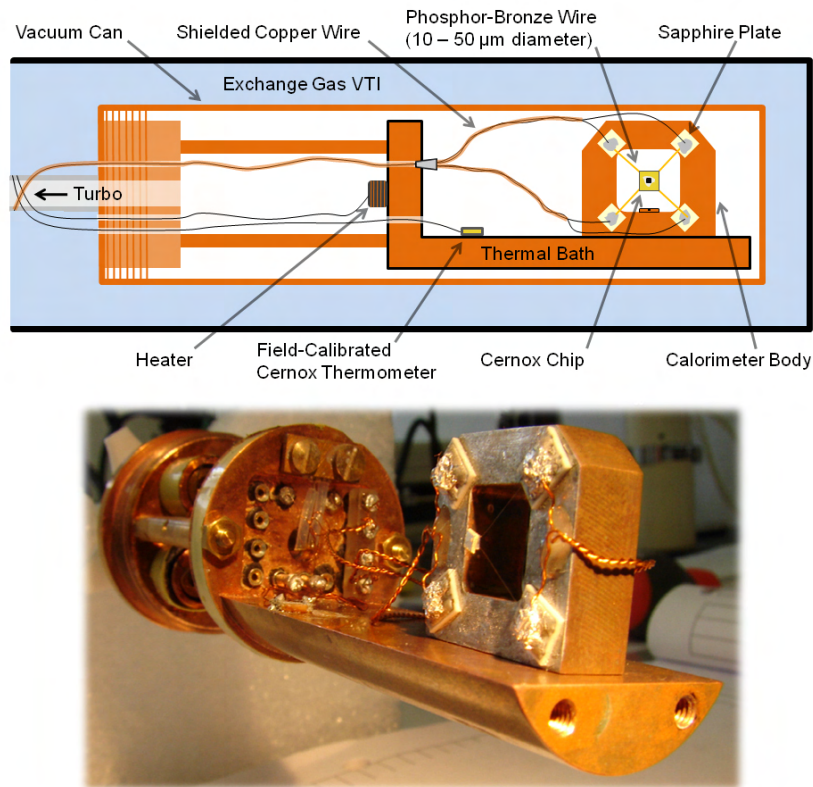 Vacuum Can
Shielded Copper Wire
Phosphor-Bronze Wire
(10 – 50 µm diameter)
Sapphire Plate
Exchange Gas VTI
Turbo
Thermal Bath
Heater
Field-Calibrated
Cernox Thermometer
Cernox Chip
Calorimeter Body